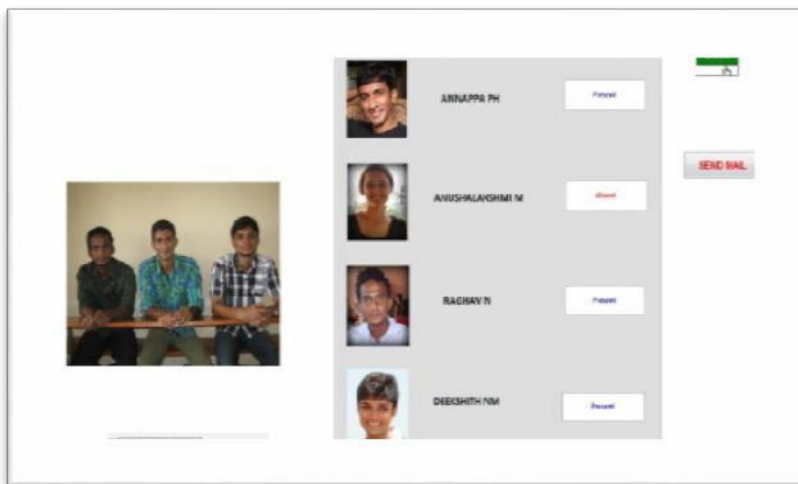 ANNAPPA PH
Present
SEND MAIL
ANUSHALAKSHMI M
Absent
RAGHAV N
Present
DEEKSHITH NM
Present